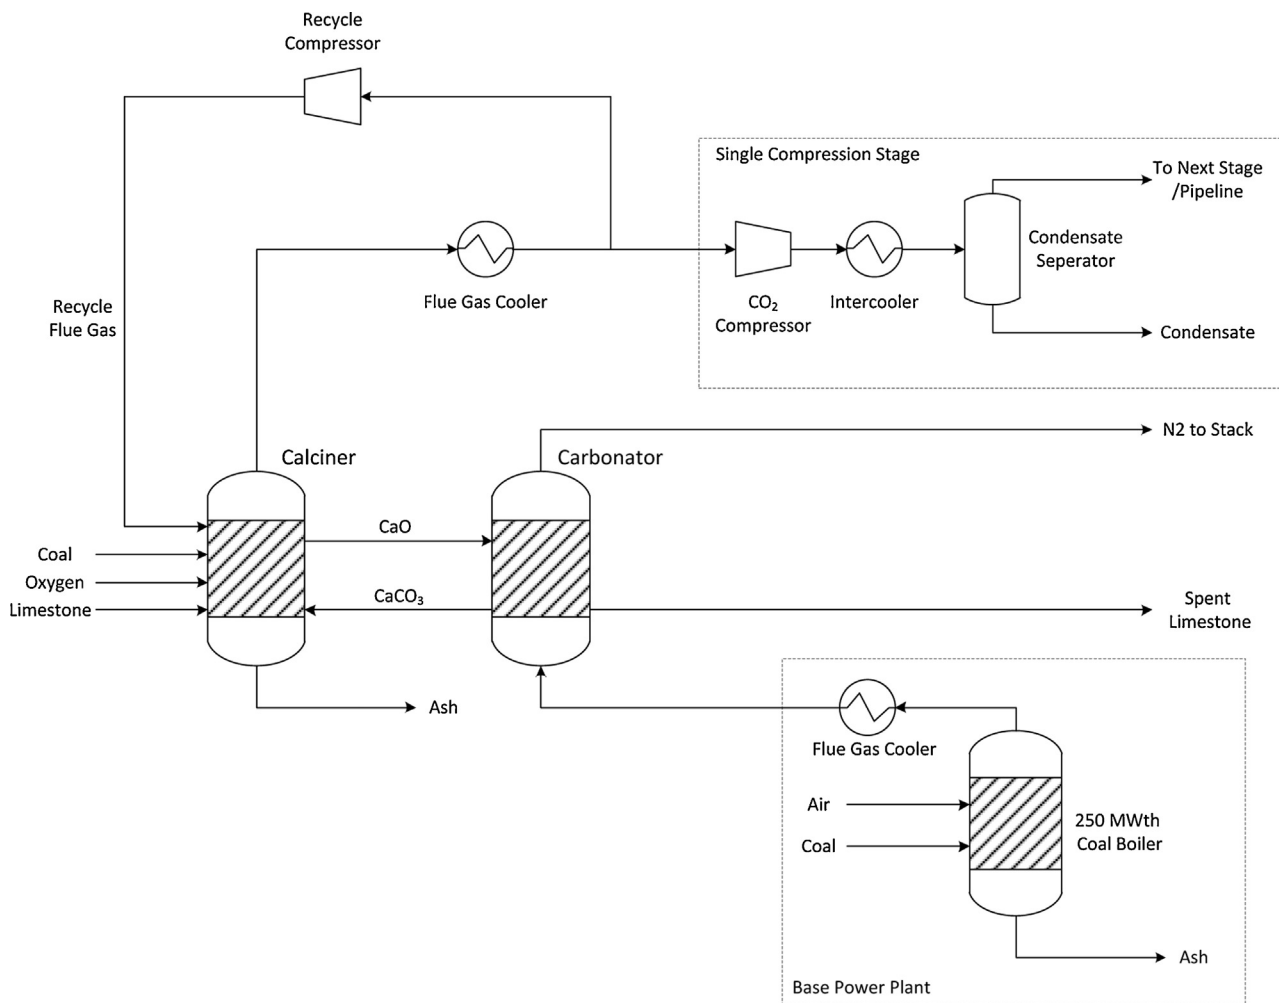 Recycle
Compressor
Single Compression Stage
To Next Stage
/Pipeline
Condensate
Seperator
Flue Gas Cooler
CO₂
Compressor
Intercooler
Recycle
Flue Gas
Condensate
N2 to Stack
Calciner
Carbonator
CaO
Coal
Oxygen
Limestone
CaCO₃
Spent
Limestone
Ash
Flue Gas Cooler
Air
Coal
250 MWth
Coal Boiler
Ash
Base Power Plant